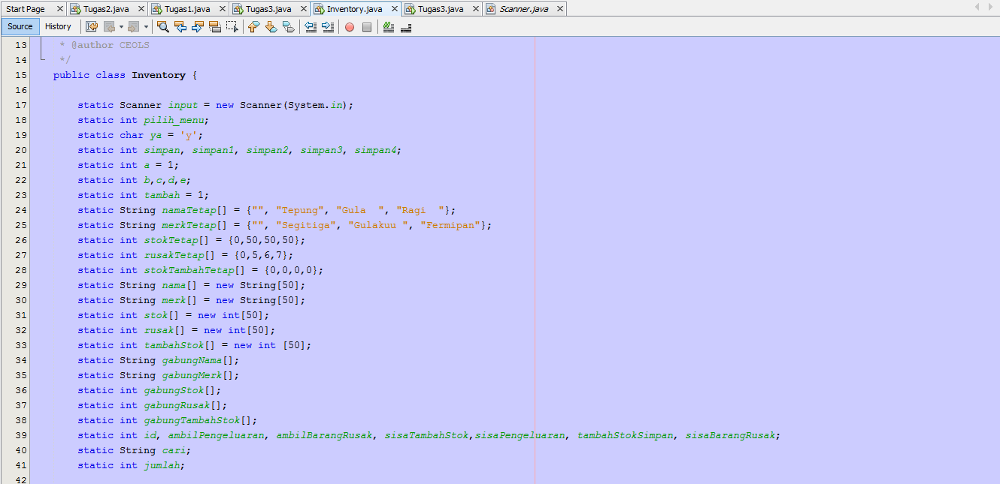 Start Page Tugas2.java Tugas1.java Tugas3.java Inventory.java Tugas3.java Scanner.java
Source History
13 * @author CEOLS
14 */
15 public class Inventory {
16
17 static Scanner input = new Scanner(System.in);
18 static int pilih_menu;
19 static char ya = 'y';
20 static int simpan, simpan1, simpan2, simpan3, simpan4;
21 static int a = 1;
22 static int b,c,d,e;
23 static int tambah = 1;
24 static String namaTetap[] = {"", "Tepung", "Gula  ", "Ragi  "};
25 static String merkTetap[] = {"", "Segitiga", "Gulakuu ", "Fermipan"};
26 static int stokTetap[] = {0,50,50,50};
27 static int rusakTetap[] = {0,5,6,7};
28 static int stokTambahTetap[] = {0,0,0,0};
29 static String nama[] = new String[50];
30 static String merk[] = new String[50];
31 static int stok[] = new int[50];
32 static int rusak[] = new int[50];
33 static int tambahStok[] = new int [50];
34 static String gabungNama[];
35 static String gabungMerk[];
36 static int gabungStok[];
37 static int gabungRusak[];
38 static int gabungTambahStok[];
39 static int id, ambilPengeluaran, ambilBarangRusak, sisaTambahStok,sisaPengeluaran, tambahStokSimpan, sisaBarangRusak;
40 static String cari;
41 static int jumlah;
42